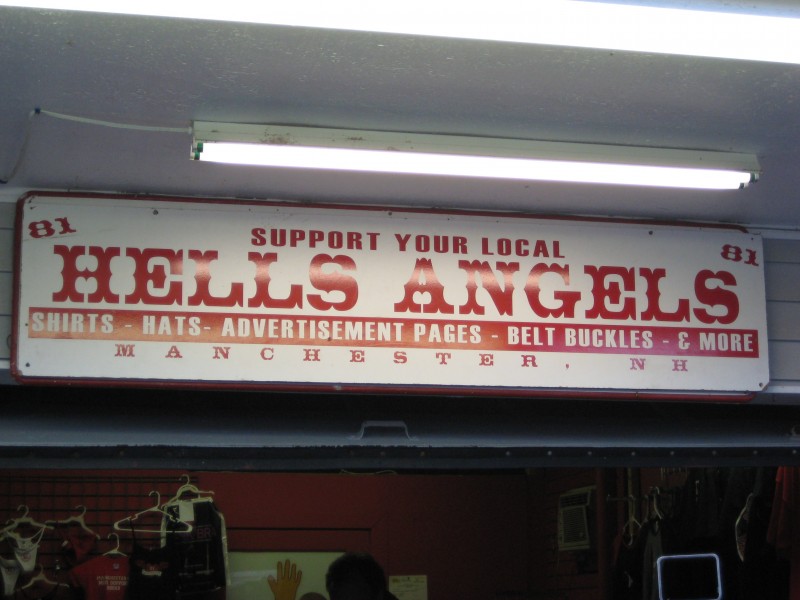 81
SUPPORT YOUR LOCAL
81
HELLS ANGELS
SHIRTS - HATS- ADVERTISEMENT PAGES - BELT BUCKLES - & MORE
MANCHESTER, NH